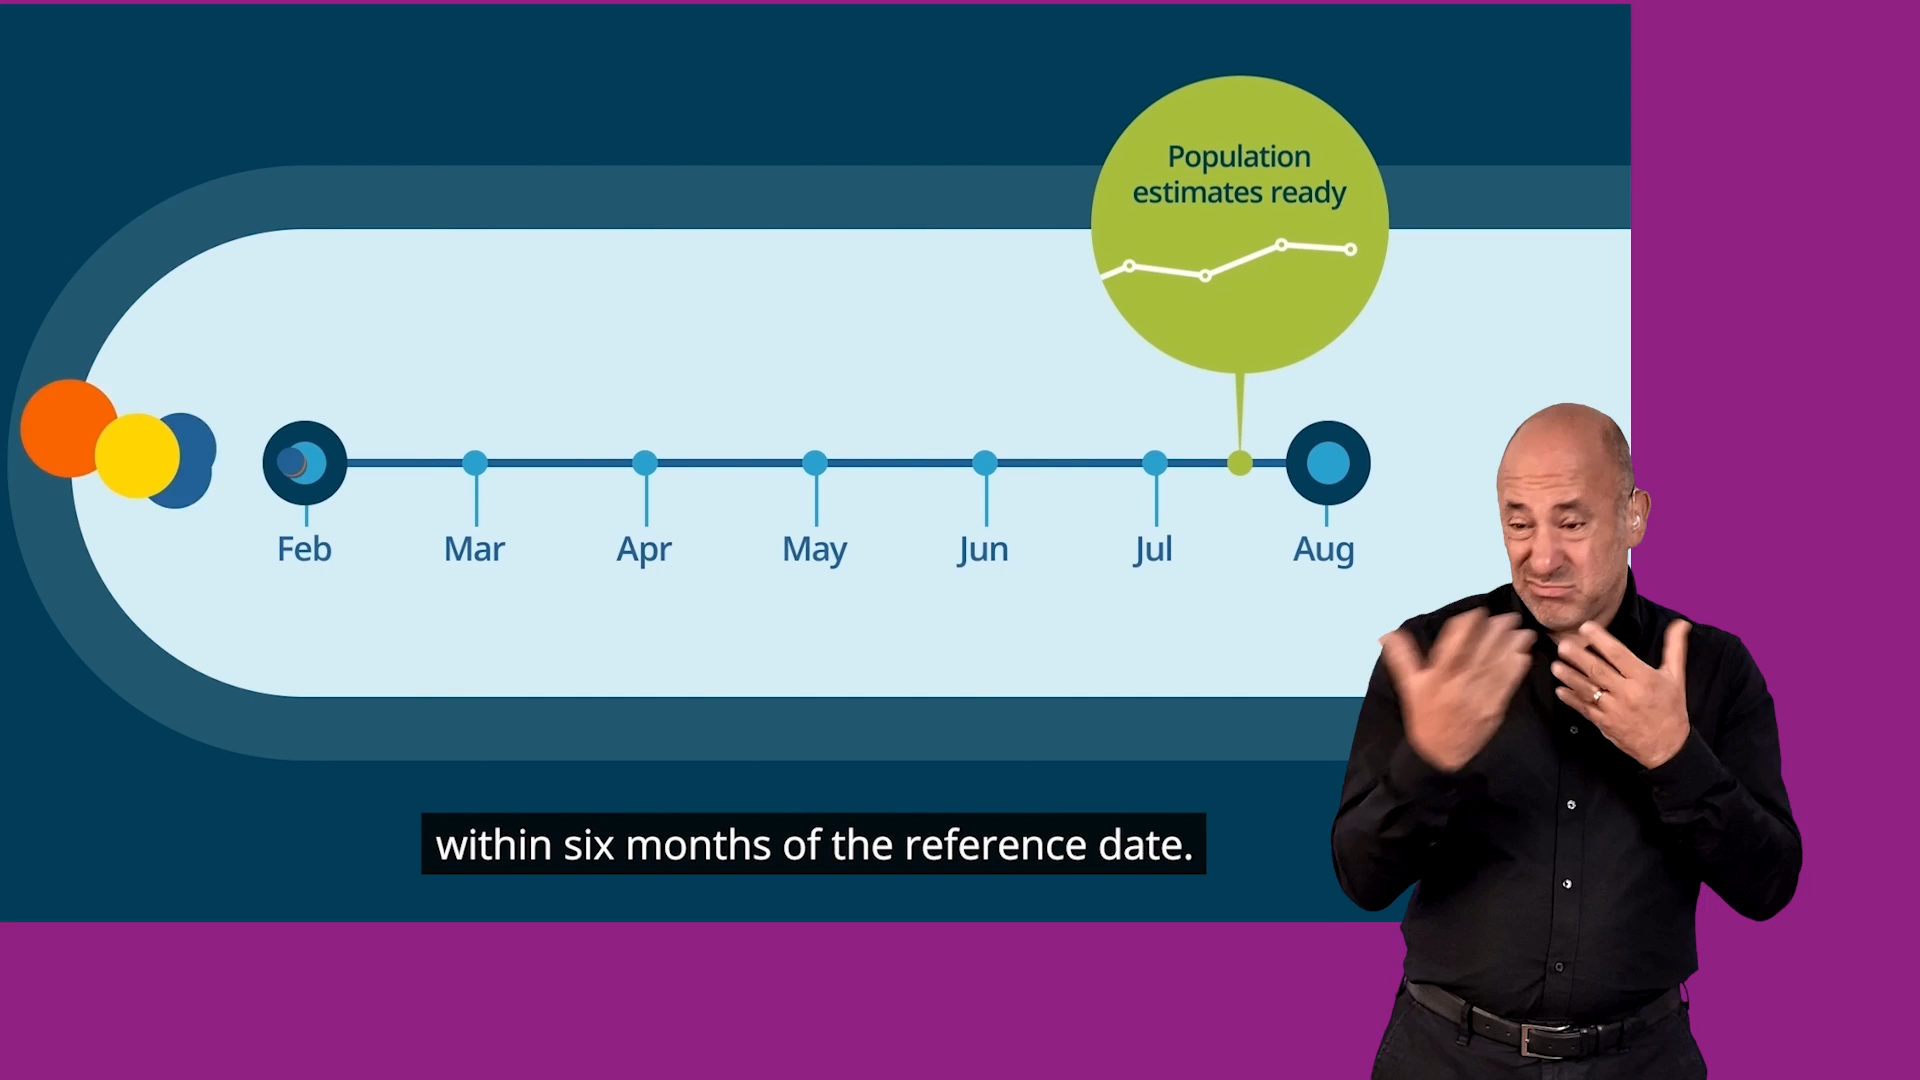 Population
estimates ready
Feb
Mar
Apr
May
Jun
Jul
Aug
within six months of the reference date.